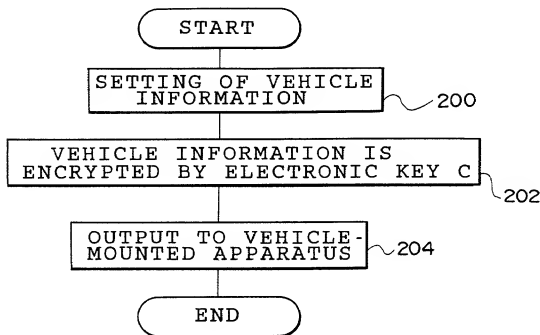 START
SETTING OF VEHICLE
INFORMATION
200
VEHICLE INFORMATION IS
ENCRYPTED BY ELECTRONIC KEY C
202
OUTPUT TO VEHICLE-
MOUNTED APPARATUS
204
END